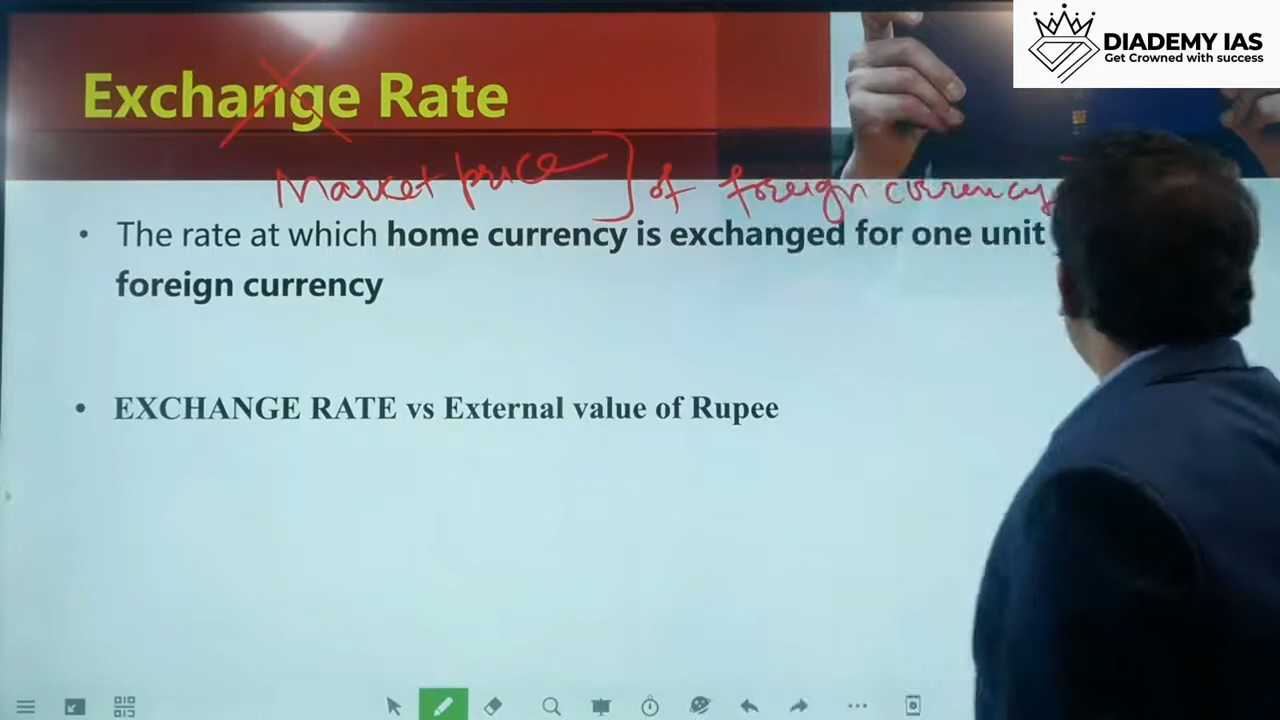 DIADEMY IAS
Get Crowned with success
Exchange Rate
Market price } of foreign currency
• The rate at which home currency is exchanged for one unit
foreign currency
• EXCHANGE RATE vs External value of Rupee